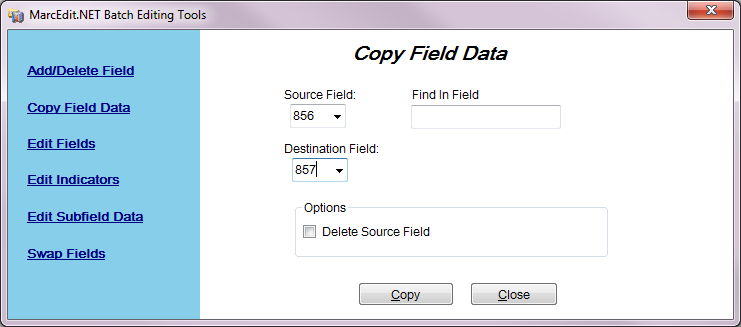 MarcEdit.NET Batch Editing Tools
Add/Delete Field
Copy Field Data
Edit Fields
Edit Indicators
Edit Subfield Data
Swap Fields
Copy Field Data
Source Field: Find In Field
856
Destination Field:
857
Options
Delete Source Field
Copy Close